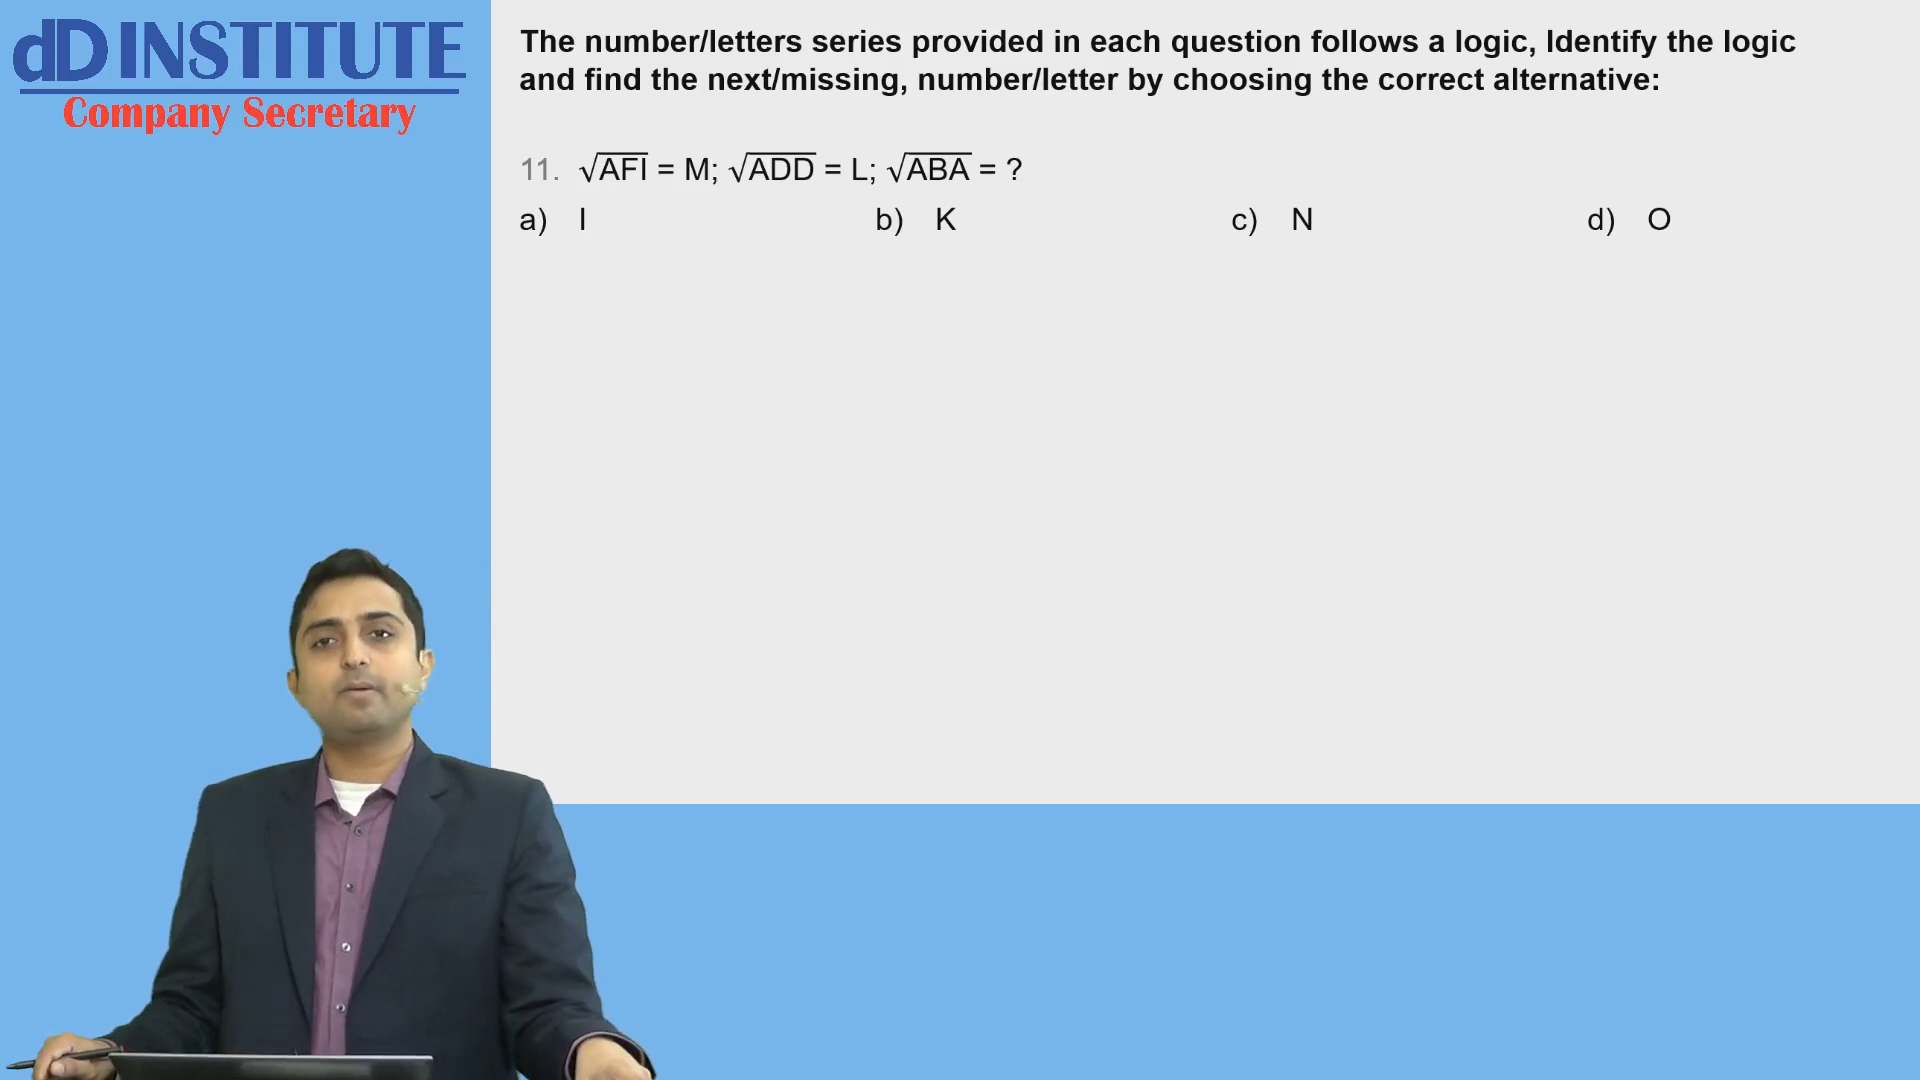 dD INSTITUTE
Company Secretary
The number/letters series provided in each question follows a logic, Identify the logic
and find the next/missing, number/letter by choosing the correct alternative:
11. √AFI = M; √ADD = L; √ABA = ?
a) I b) K c) N d) O